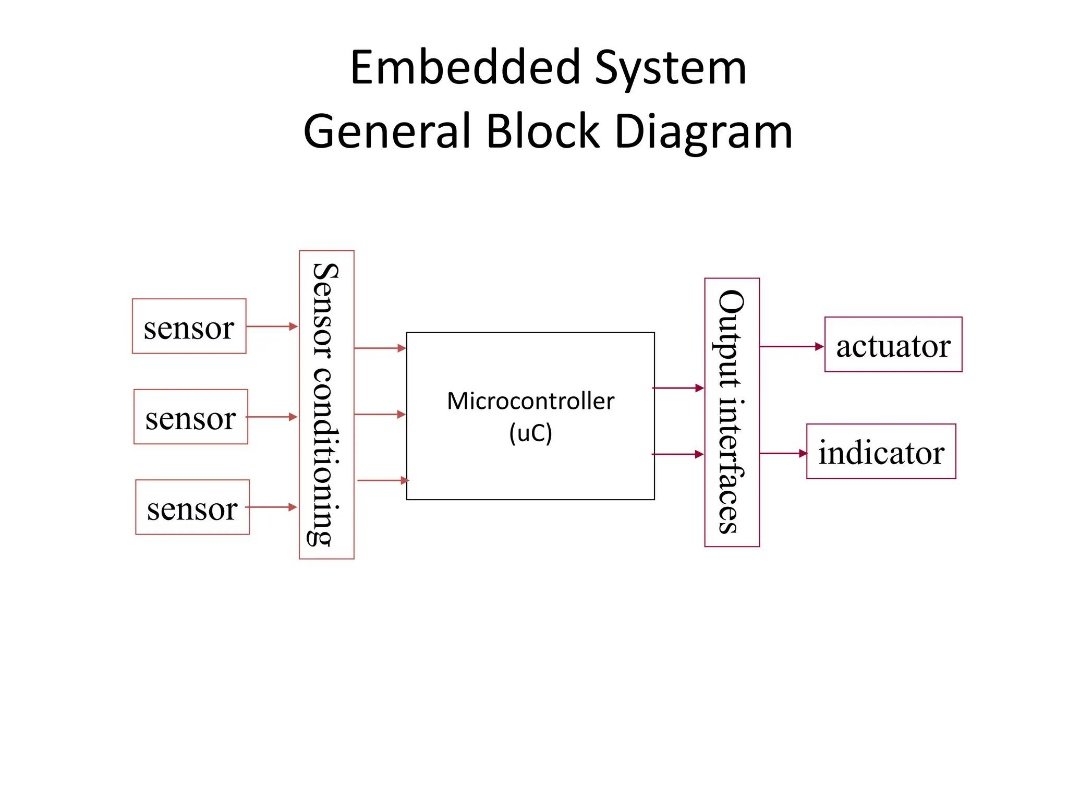 Embedded System
General Block Diagram
sensor
sensor
sensor
Sensor conditioning
Microcontroller
(uC)
Output interfaces
actuator
indicator